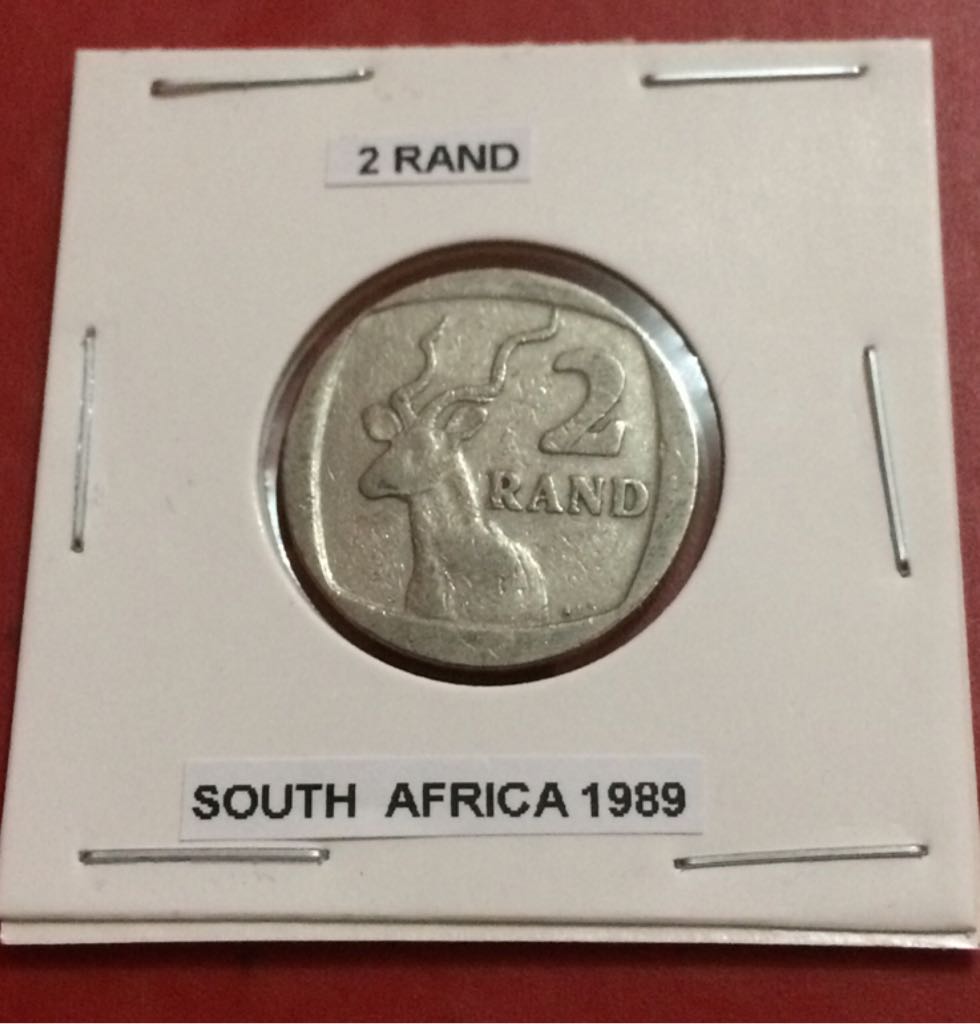 2 RAND
2
RAND
SOUTH AFRICA 1989